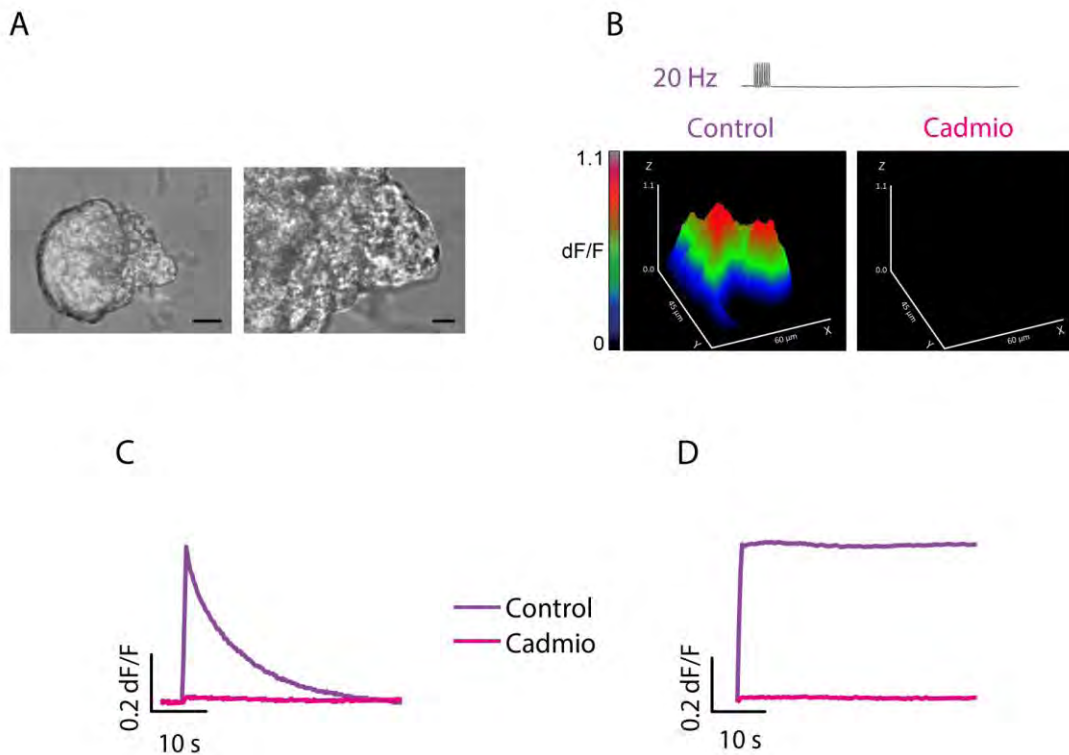 A
B
20 Hz
Control
Cadmio
1.1
dF/F
0
Z
1.1
0.0
45 µm
Y
60 µm
X
Z
1.1
0.0
45 µm
Y
60 µm
X
C
D
Control
Cadmio
0.2 dF/F
10 s
0.2 dF/F
10 s